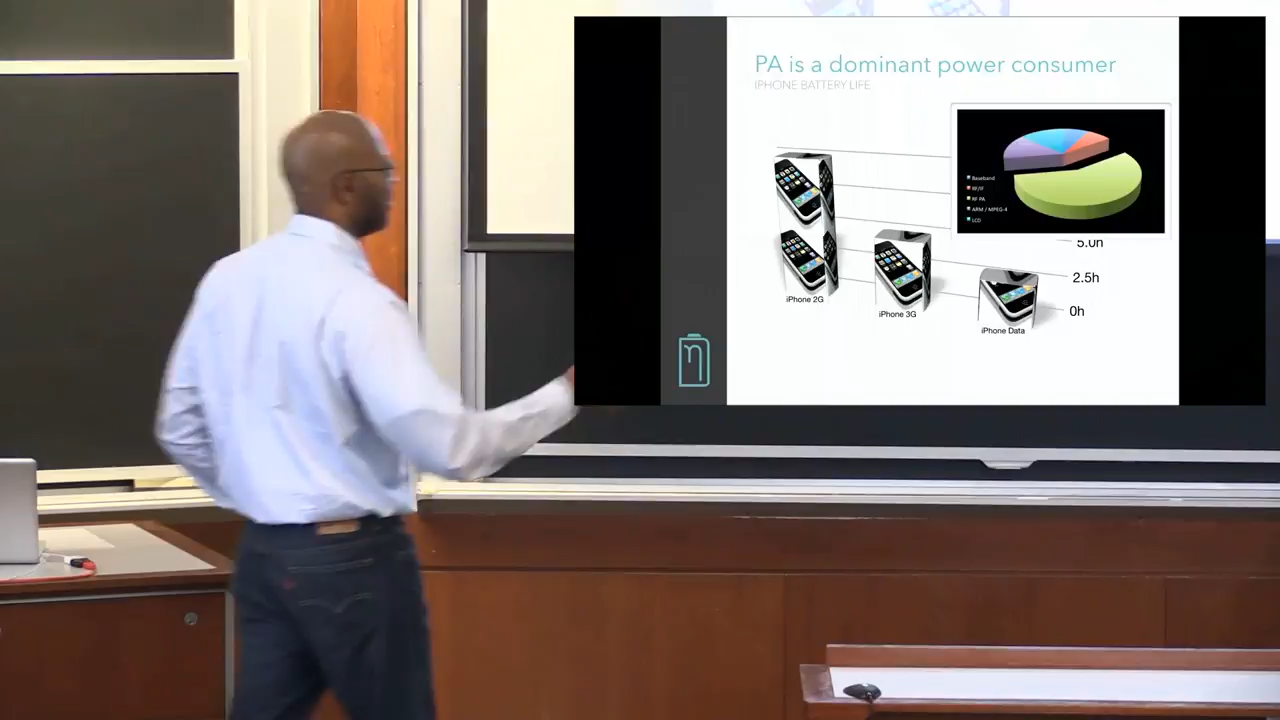 PA is a dominant power consumer
IPHONE BATTERY LIFE
Baseband
RF/IF
RF PA
ARM / MPEG-4
LCD
5.0h
2.5h
0h
iPhone 2G
iPhone 3G
iPhone Data
η